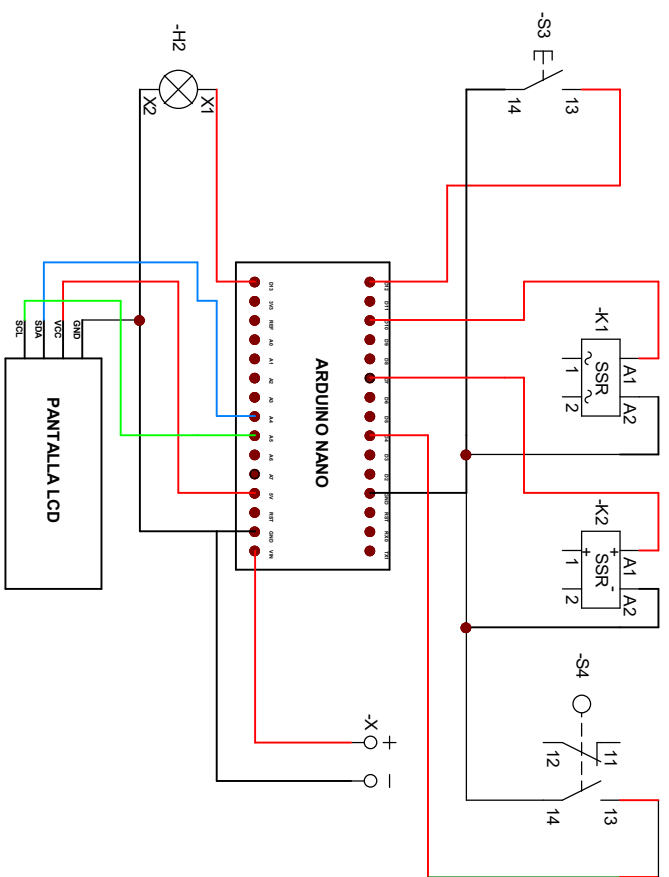 -H2
X1
X2
-S3
13
14
-K1
SSR
A1
A2
1
2
-K2
SSR
+
-
A1
A2
1
2
-S4
11
12
13
14
-X
+
−
ARDUINO NANO
D12
D11
D10
D9
D8
D7
D6
D5
D4
D3
D2
GND
RST
RX0
TX1
D13
3V3
REF
A0
A1
A2
A3
A4
A5
A6
A7
5V
RST
GND
VIN
GND
VCC
SDA
SCL
PANTALLA LCD